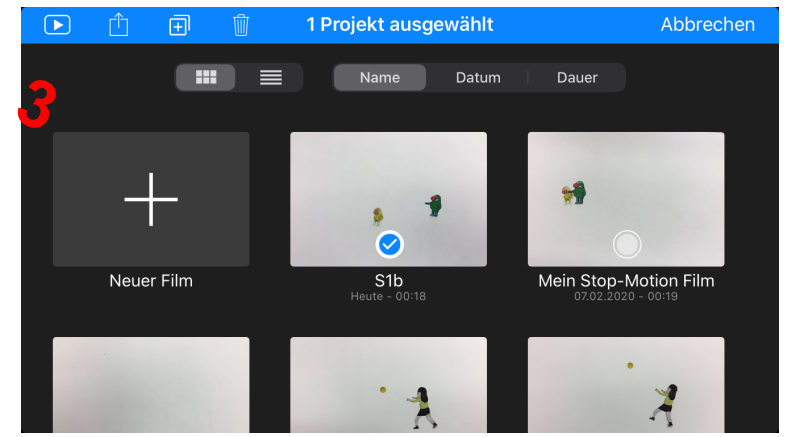 1 Projekt ausgewählt
Abbrechen
Name
Datum
Dauer
3
Neuer Film
S1b
Heute - 00:18
Mein Stop-Motion Film
07.02.2020 - 00:19